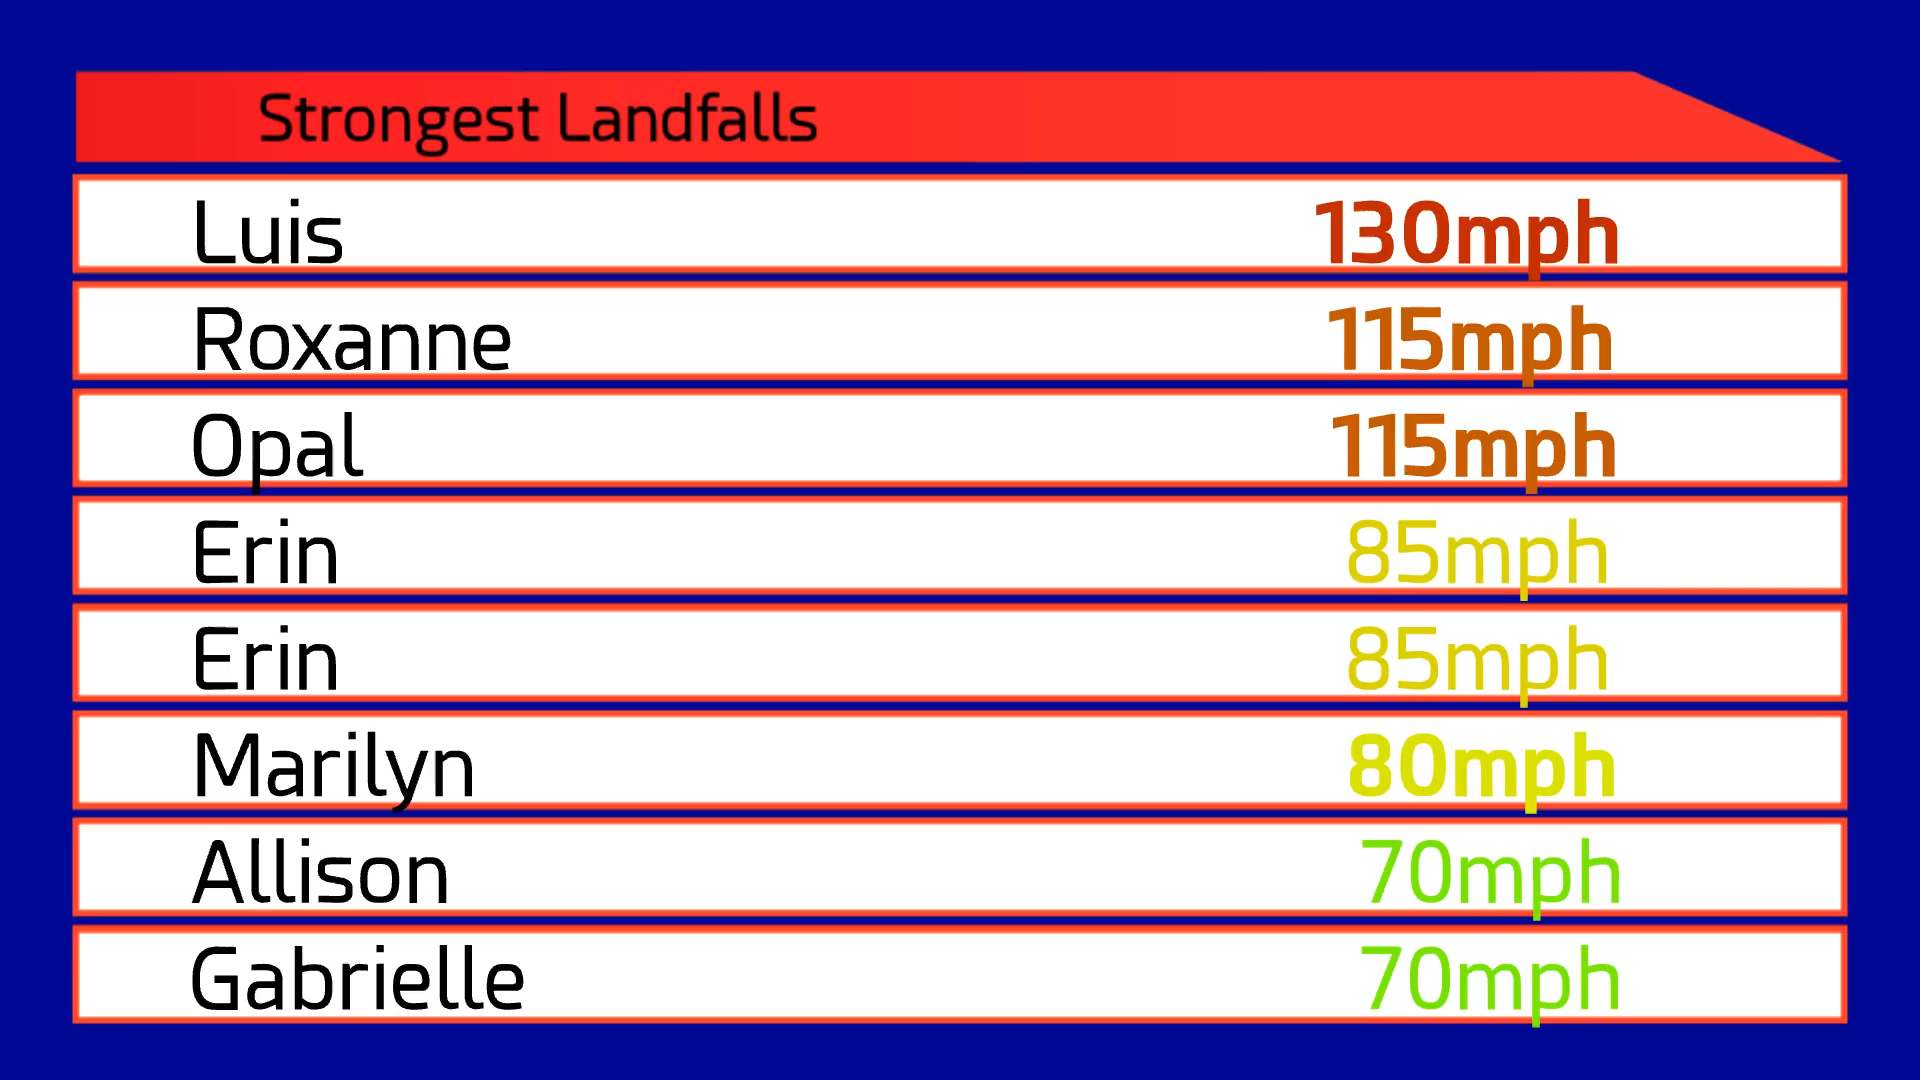 Strongest Landfalls
Luis 130mph
Roxanne 115mph
Opal 115mph
Erin 85mph
Erin 85mph
Marilyn 80mph
Allison 70mph
Gabrielle 70mph